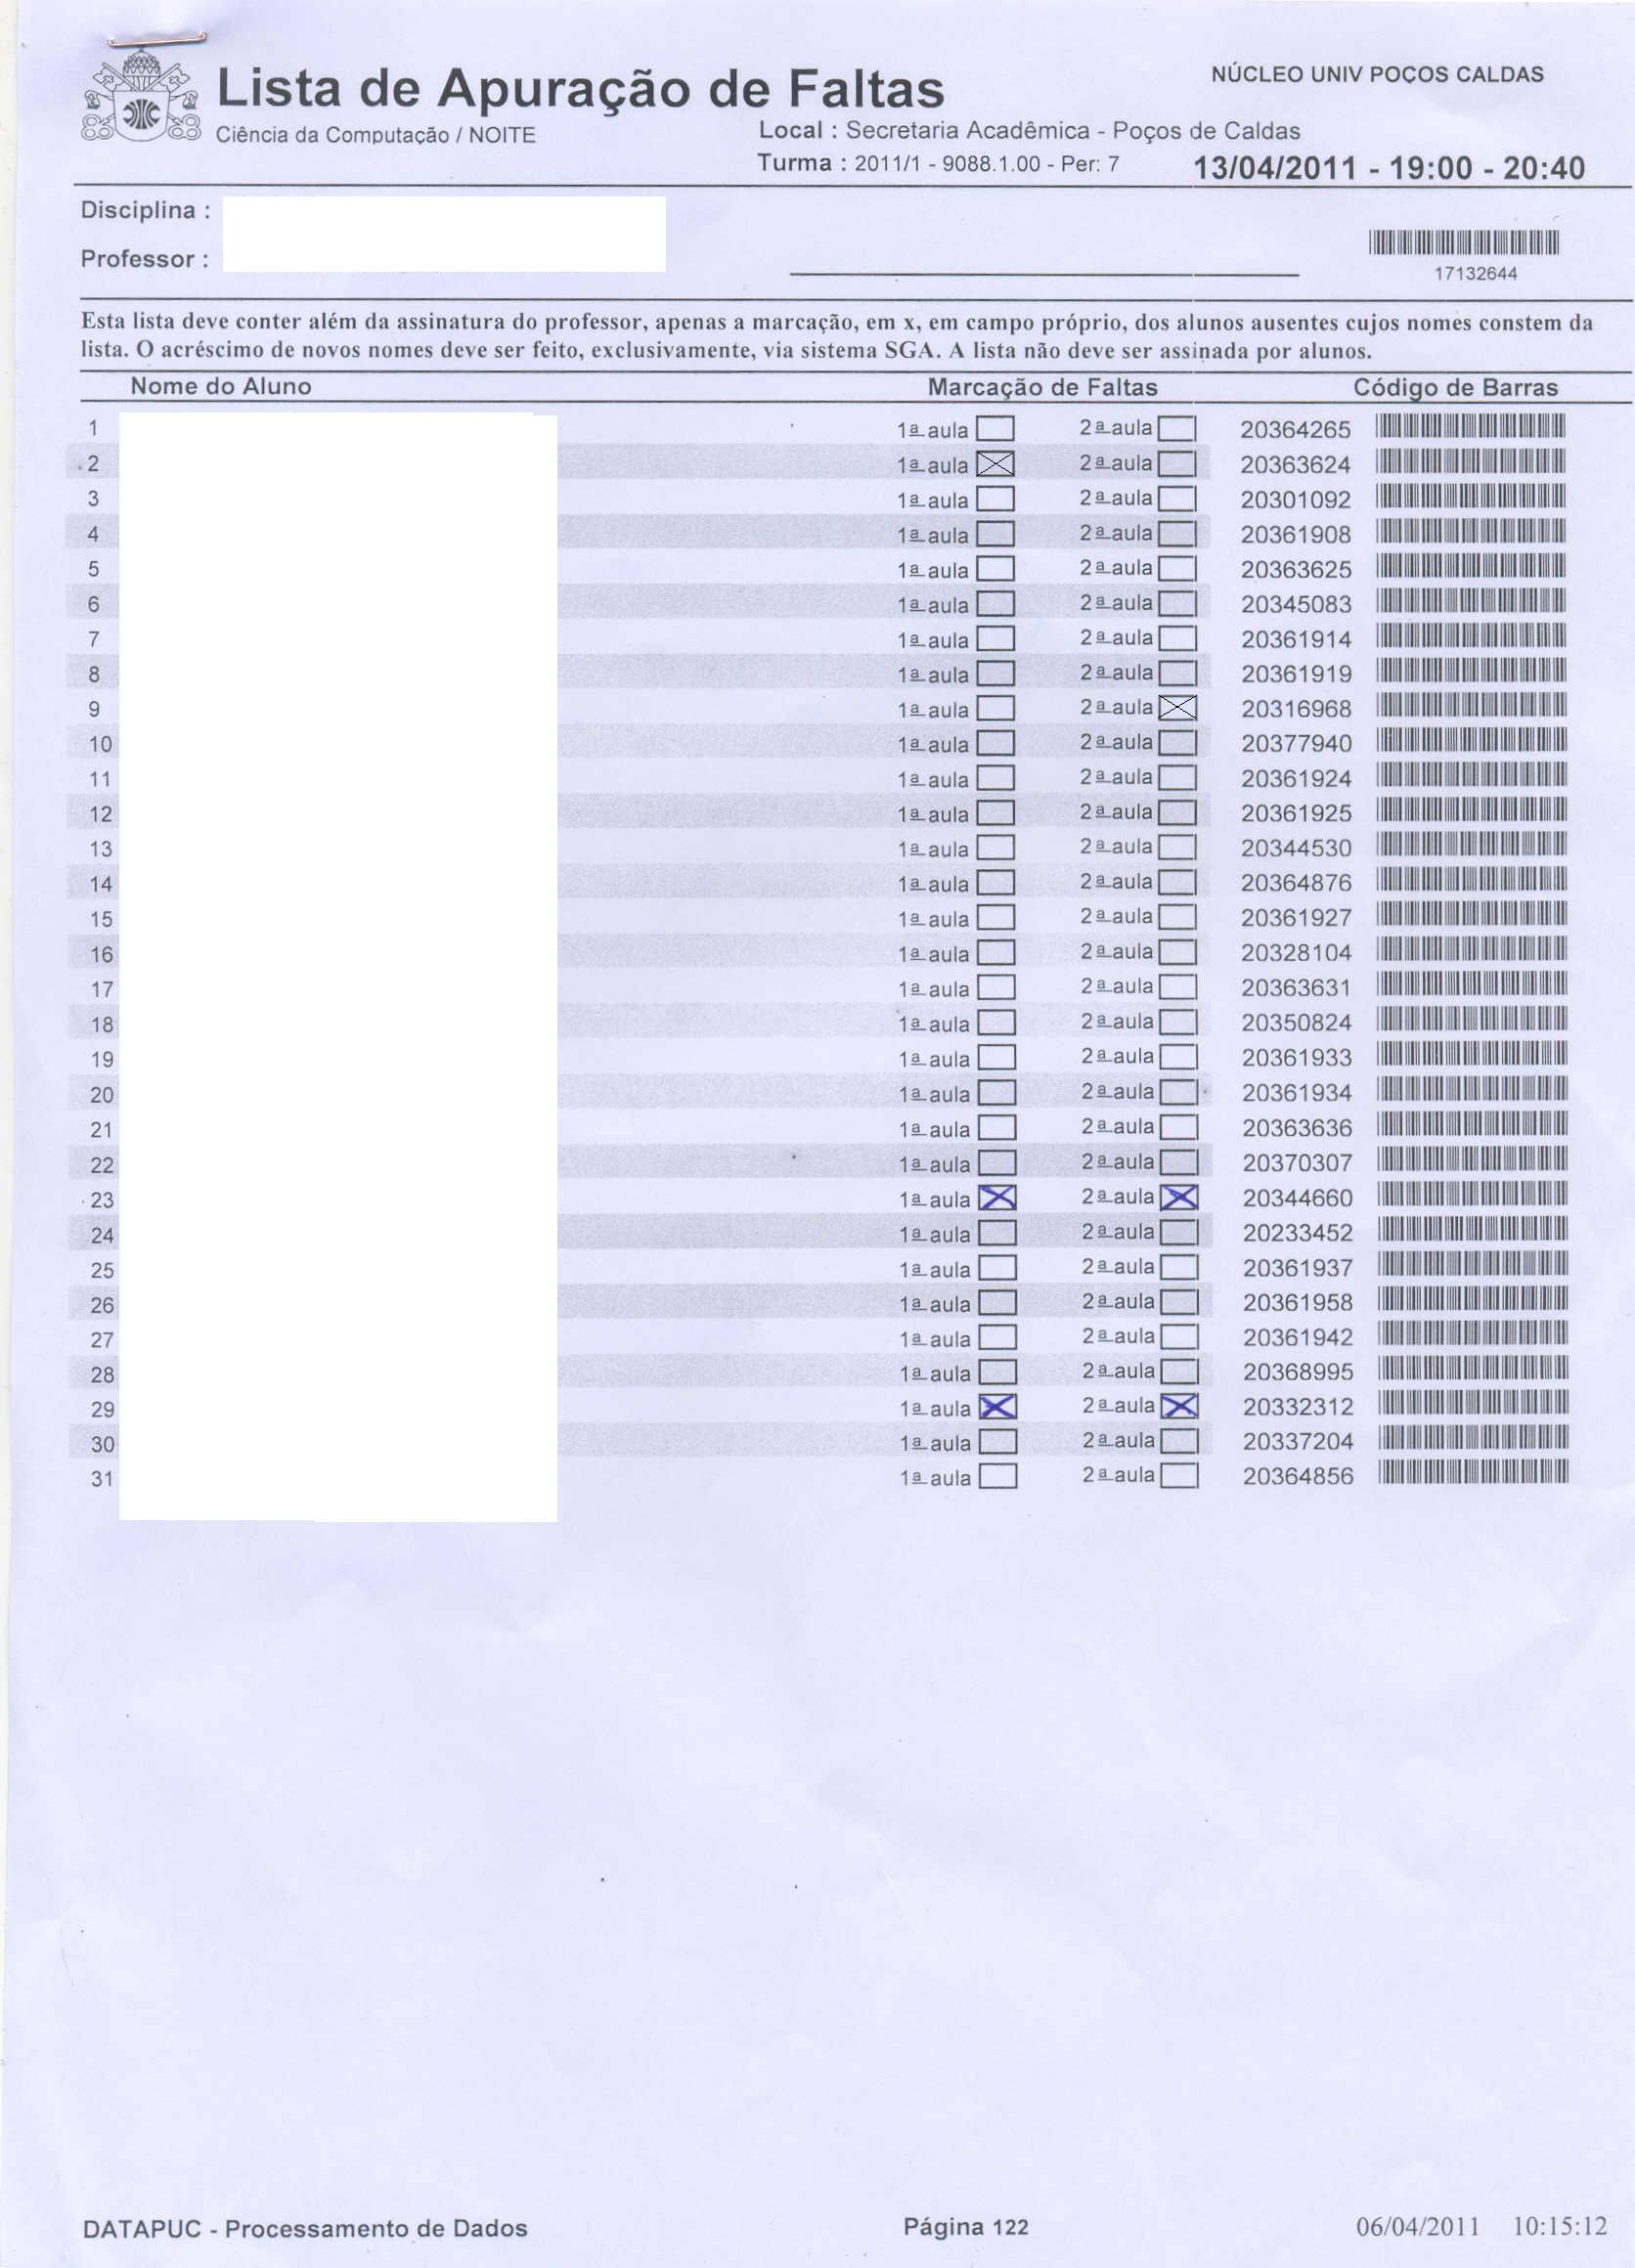 Lista de Apuração de Faltas
NÚCLEO UNIV POÇOS CALDAS
Ciência da Computação / NOITE
Local : Secretaria Acadêmica - Poços de Caldas
Turma : 2011/1 - 9088.1.00 - Per: 7
13/04/2011 - 19:00 - 20:40
Disciplina :
Professor :
17132644
Esta lista deve conter além da assinatura do professor, apenas a marcação, em x, em campo próprio, dos alunos ausentes cujos nomes constem da
lista. O acréscimo de novos nomes deve ser feito, exclusivamente, via sistema SGA. A lista não deve ser assinada por alunos.
Nome do Aluno Marcação de Faltas Código de Barras
1 1ª aula 2ª aula 20364265
2 1ª aula 2ª aula 20363624
3 1ª aula 2ª aula 20301092
4 1ª aula 2ª aula 20361908
5 1ª aula 2ª aula 20363625
6 1ª aula 2ª aula 20345083
7 1ª aula 2ª aula 20361914
8 1ª aula 2ª aula 20361919
9 1ª aula 2ª aula 20316968
10 1ª aula 2ª aula 20377940
11 1ª aula 2ª aula 20361924
12 1ª aula 2ª aula 20361925
13 1ª aula 2ª aula 20344530
14 1ª aula 2ª aula 20364876
15 1ª aula 2ª aula 20361927
16 1ª aula 2ª aula 20328104
17 1ª aula 2ª aula 20363631
18 1ª aula 2ª aula 20350824
19 1ª aula 2ª aula 20361933
20 1ª aula 2ª aula 20361934
21 1ª aula 2ª aula 20363636
22 1ª aula 2ª aula 20370307
23 1ª aula 2ª aula 20344660
24 1ª aula 2ª aula 20233452
25 1ª aula 2ª aula 20361937
26 1ª aula 2ª aula 20361958
27 1ª aula 2ª aula 20361942
28 1ª aula 2ª aula 20368995
29 1ª aula 2ª aula 20332312
30 1ª aula 2ª aula 20337204
31 1ª aula 2ª aula 20364856
DATAPUC - Processamento de Dados Página 122 06/04/2011 10:15:12